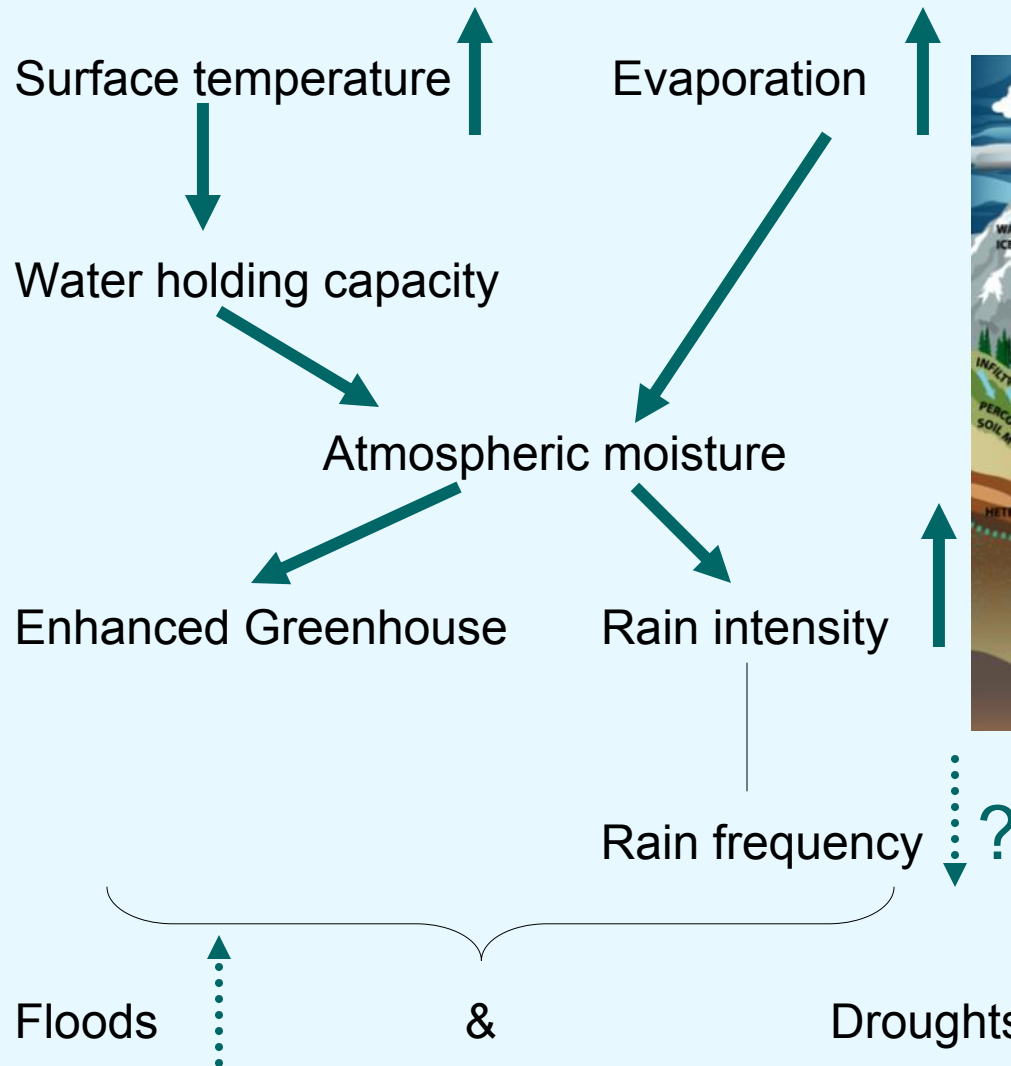 Surface temperature Evaporation
Water holding capacity
Atmospheric moisture
Enhanced Greenhouse Rain intensity
Rain frequency ?
Floods & Droughts